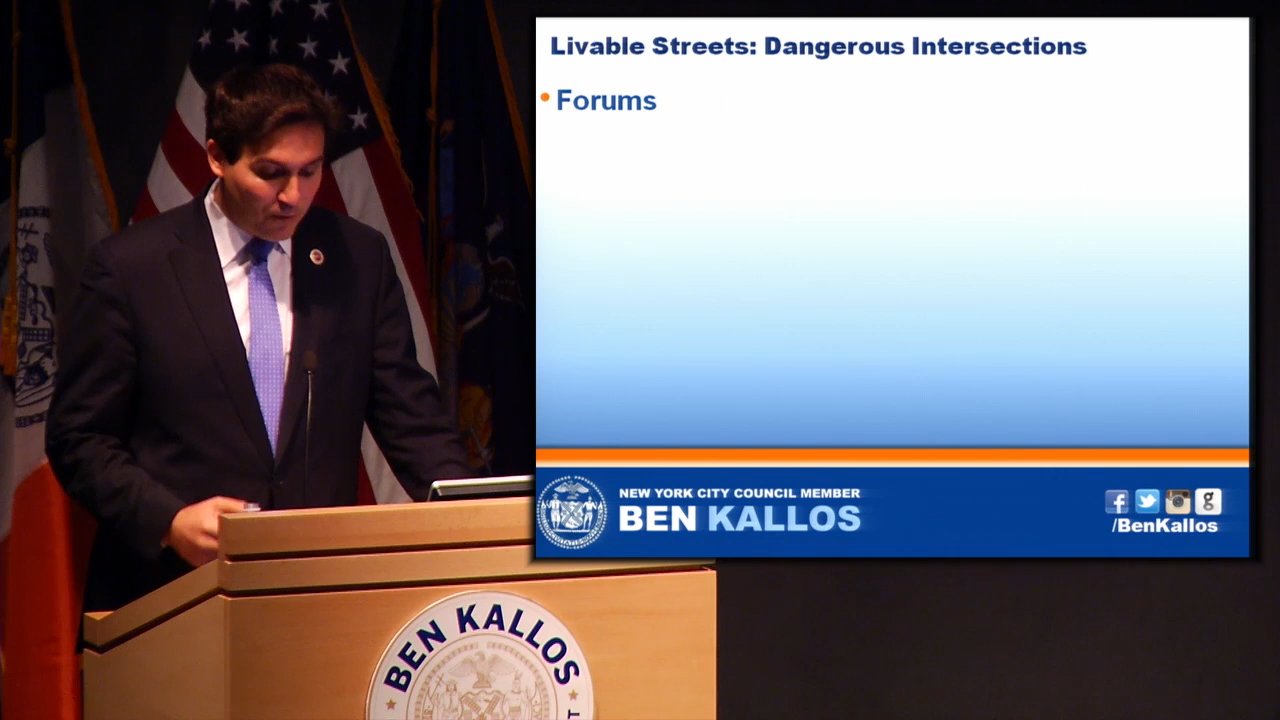 Livable Streets: Dangerous Intersections
• Forums
NEW YORK CITY COUNCIL MEMBER
BEN KALLOS
/BenKallos
BEN KALLOS